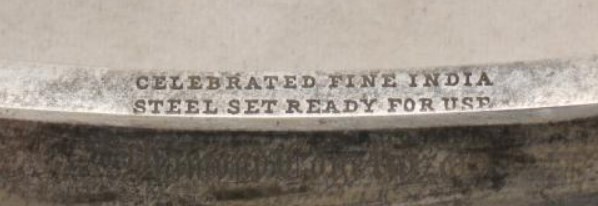 CELEBRATED FINE INDIA
STEEL SET READY FOR USE